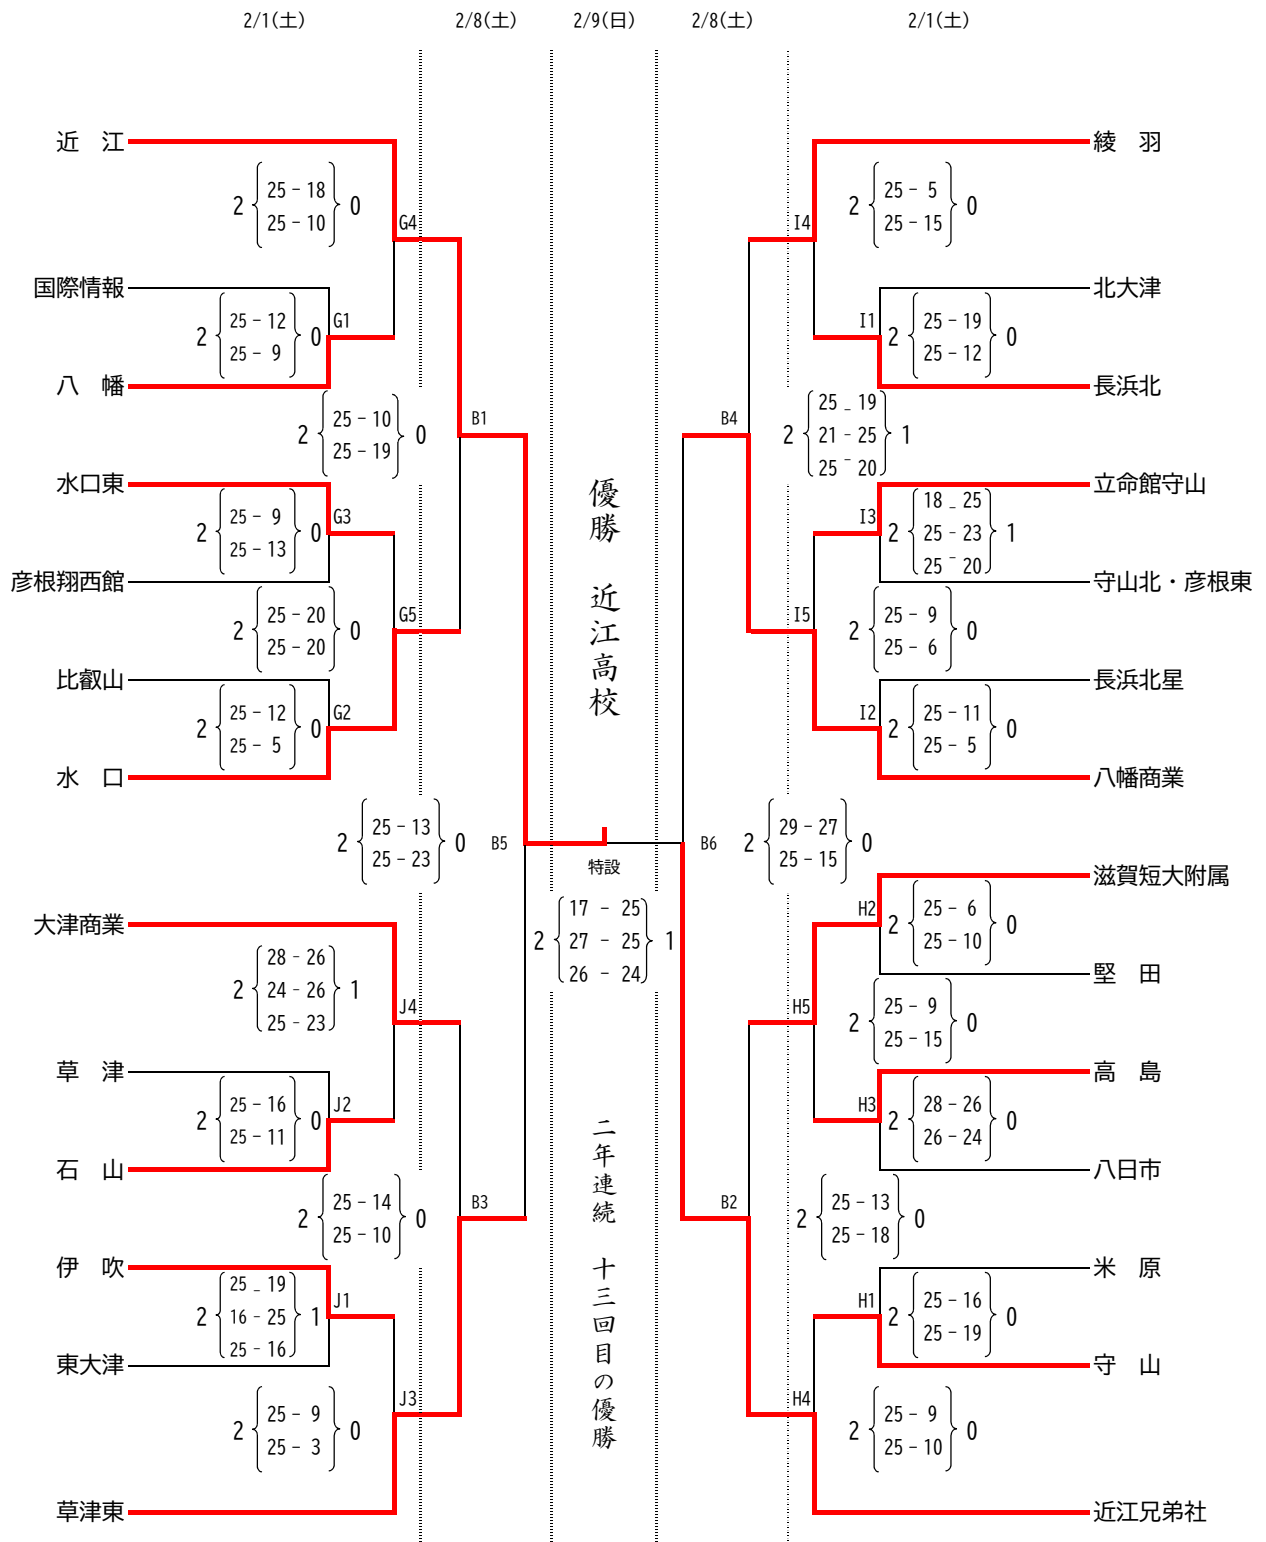 2/1(土) 2/8(土) 2/9(日) 2/8(土) 2/1(土)
近　江
2 25 - 18 0
25 - 10
G4
国際情報
2 25 - 12 0
25 - 9
G1
八　幡
2 25 - 10 0
25 - 19
B1
水口東
2 25 - 9 0
25 - 13
G3
彦根翔西館
2 25 - 20 0
25 - 20
G5
比叡山
2 25 - 12 0
25 - 5
G2
水　口
2 25 - 13 0
25 - 23
B5
大津商業
2 28 - 26 1
24 - 26
25 - 23
J4
草　津
2 25 - 16 0
25 - 11
J2
石　山
2 25 - 14 0
25 - 10
B3
伊　吹
2 25 - 19 1
16 - 25
25 - 16
J1
東大津
2 25 - 9 0
25 - 3
J3
草津東
優勝　近江高校
特設
2 17 - 25 1
27 - 25
26 - 24
二年連続　十三回目の優勝
綾　羽
I4
2 25 - 5 0
25 - 15
北大津
I1
2 25 - 19 0
25 - 12
長浜北
B4
2 25 - 19 1
21 - 25
25 - 20
立命館守山
I3
2 18 - 25 1
25 - 23
25 - 20
守山北・彦根東
I5
2 25 - 9 0
25 - 6
長浜北星
I2
2 25 - 11 0
25 - 5
八幡商業
B6
2 29 - 27 0
25 - 15
滋賀短大附属
H2
2 25 - 6 0
25 - 10
堅　田
H5
2 25 - 9 0
25 - 15
高　島
H3
2 28 - 26 0
26 - 24
八日市
B2
2 25 - 13 0
25 - 18
米　原
H1
2 25 - 16 0
25 - 19
守　山
H4
2 25 - 9 0
25 - 10
近江兄弟社